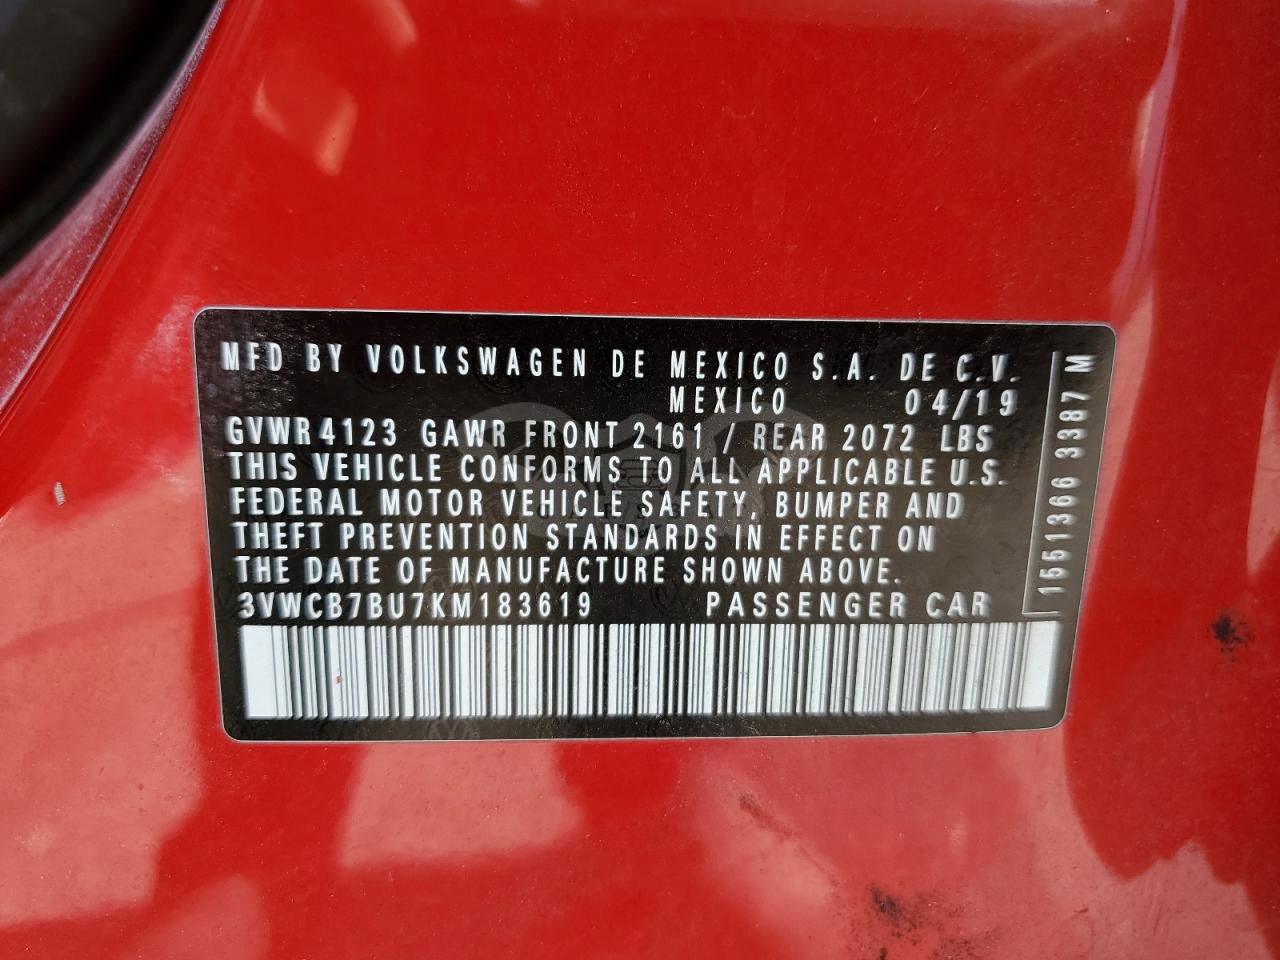 MFD BY VOLKSWAGEN DE MEXICO S.A. DE C.V.
MEXICO 04/19
GVWR 4123 GAWR FRONT 2161 / REAR 2072 LBS
THIS VEHICLE CONFORMS TO ALL APPLICABLE U.S.
FEDERAL MOTOR VEHICLE SAFETY, BUMPER AND
THEFT PREVENTION STANDARDS IN EFFECT ON
THE DATE OF MANUFACTURE SHOWN ABOVE.
3VWCB7BU7KM183619 PASSENGER CAR
1551366 3387 M